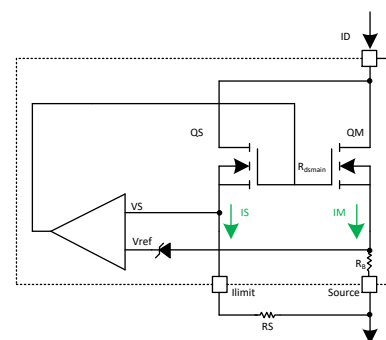 ID
QS
QM
Rdsmain
VS
IS
IM
Vref
RB
Ilimit
Source
RS